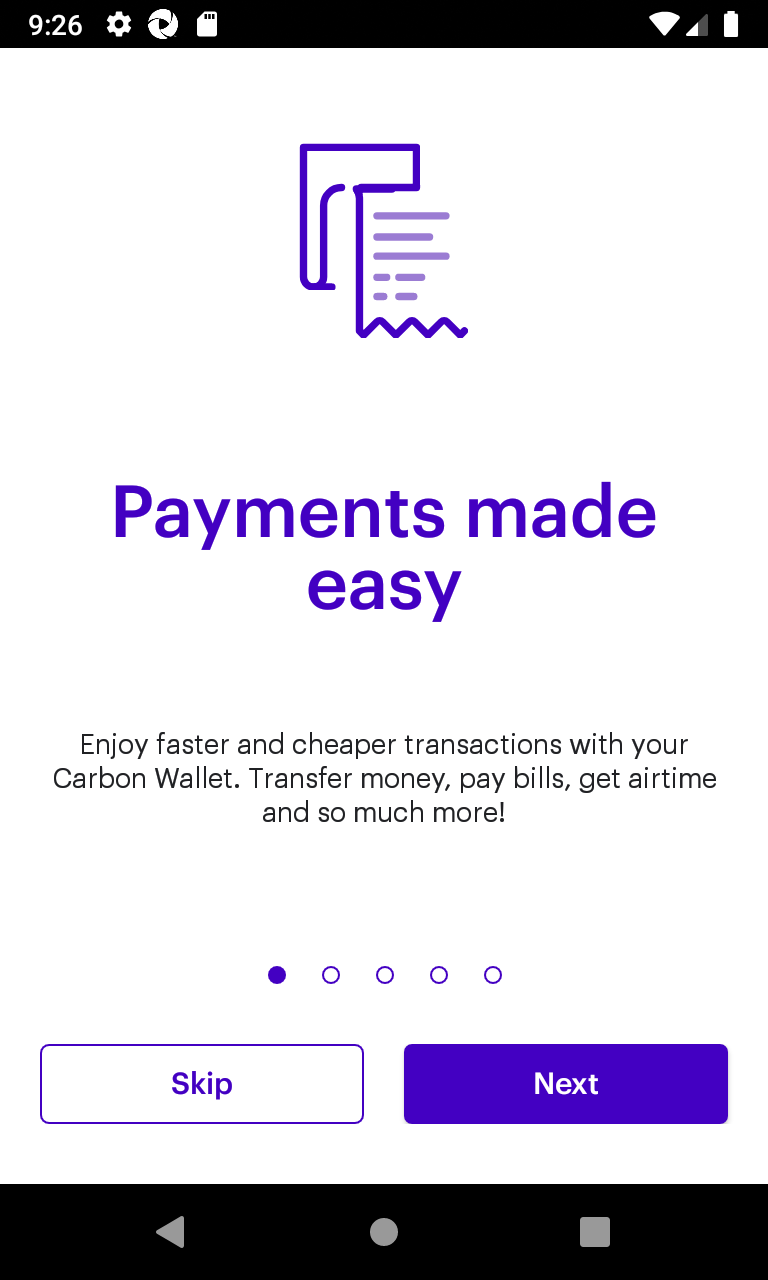 9:26
Payments made
easy
Enjoy faster and cheaper transactions with your
Carbon Wallet. Transfer money, pay bills, get airtime
and so much more!
Skip
Next